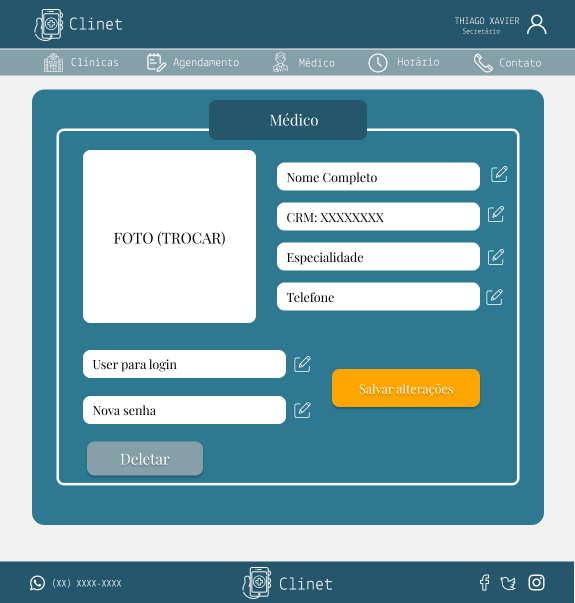 Clinet
THIAGO XAVIER
Secretário
Clínicas
Agendamento
Médico
Horário
Contato
Médico
FOTO (TROCAR)
Nome Completo
CRM: XXXXXXXX
Especialidade
Telefone
User para login
Nova senha
Salvar alterações
Deletar
(XX) XXXX-XXXX
Clinet